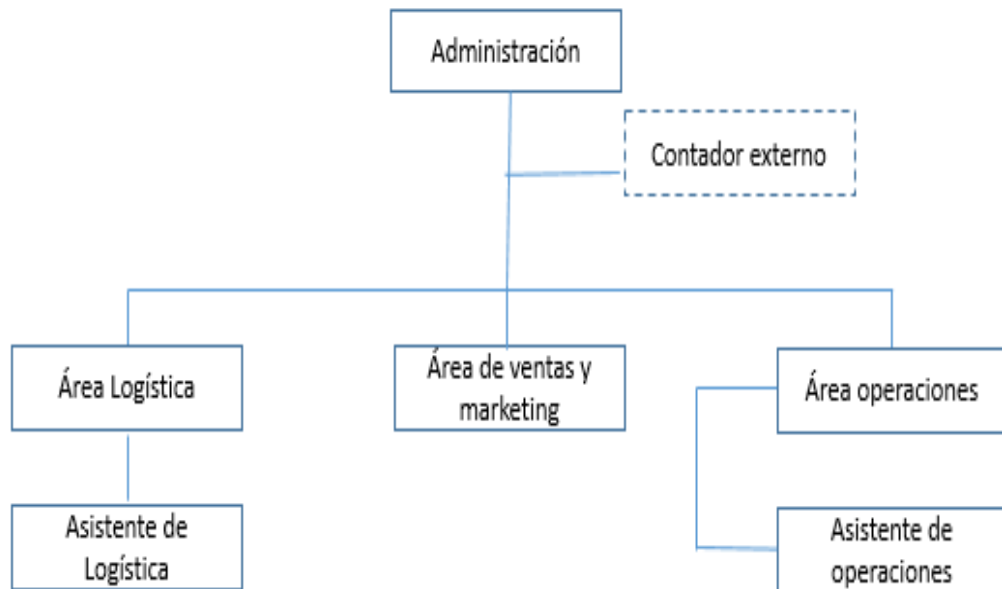 Administración
Contador externo
Área Logística
Área de ventas y
marketing
Área operaciones
Asistente de
Logística
Asistente de
operaciones